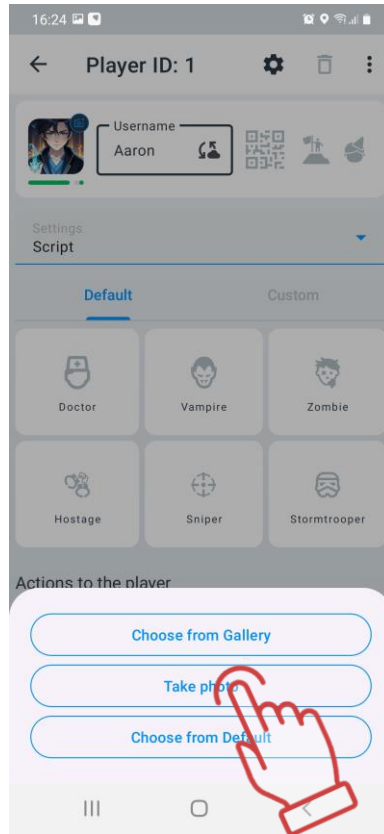 16:24
Player ID: 1
Username
Aaron
Settings
Script
Default
Custom
Doctor
Vampire
Zombie
Hostage
Sniper
Stormtrooper
Actions to the player
Choose from Gallery
Take photo
Choose from Default